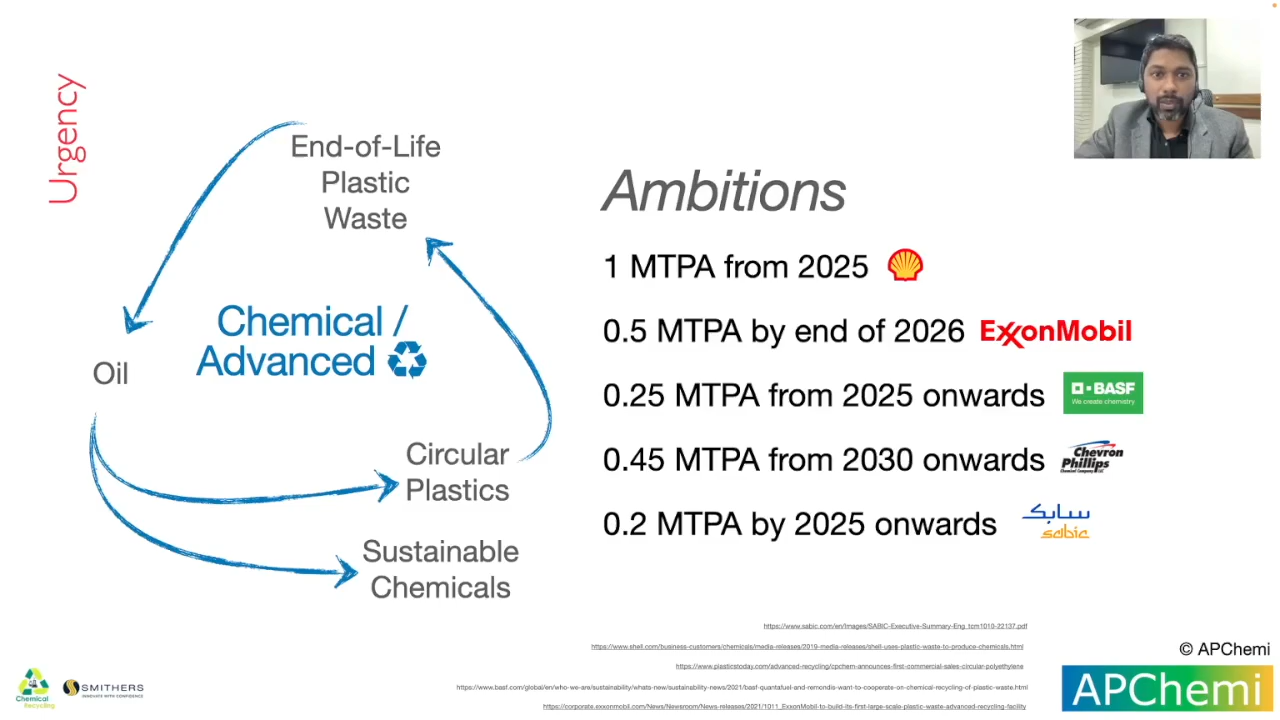 Urgency
End-of-Life
Plastic
Waste
Chemical /
Advanced
Oil
Circular
Plastics
Sustainable
Chemicals
Ambitions
1 MTPA from 2025
0.5 MTPA by end of 2026 ExxonMobil
0.25 MTPA from 2025 onwards BASF
We create chemistry
0.45 MTPA from 2030 onwards Chevron
Phillips
Chemical Company LLC
0.2 MTPA by 2025 onwards سابك
sabic
https://www.sabic.com/en/Images/SABIC-Executive-Summary-Eng_tcm1010-22137.pdf
https://www.shell.com/business-customers/chemicals/media-releases/2019-media-releases/shell-uses-plastic-waste-to-produce-chemicals.html
https://www.plasticstoday.com/advanced-recycling/cpchem-announces-first-commercial-sales-circular-polyethylene
https://www.basf.com/global/en/who-we-are/sustainability/whats-new/sustainability-news/2021/basf-quantafuel-and-remondis-want-to-cooperate-on-chemical-recycling-of-plastic-waste.html
https://corporate.exxonmobil.com/News/Newsroom/News-releases/2021/1011_ExxonMobil-to-build-its-first-large-scale-plastic-waste-advanced-recycling-facility
Chemical
Recycling
SMITHERS
INNOVATE WITH CONFIDENCE
© APChemi
APChemi